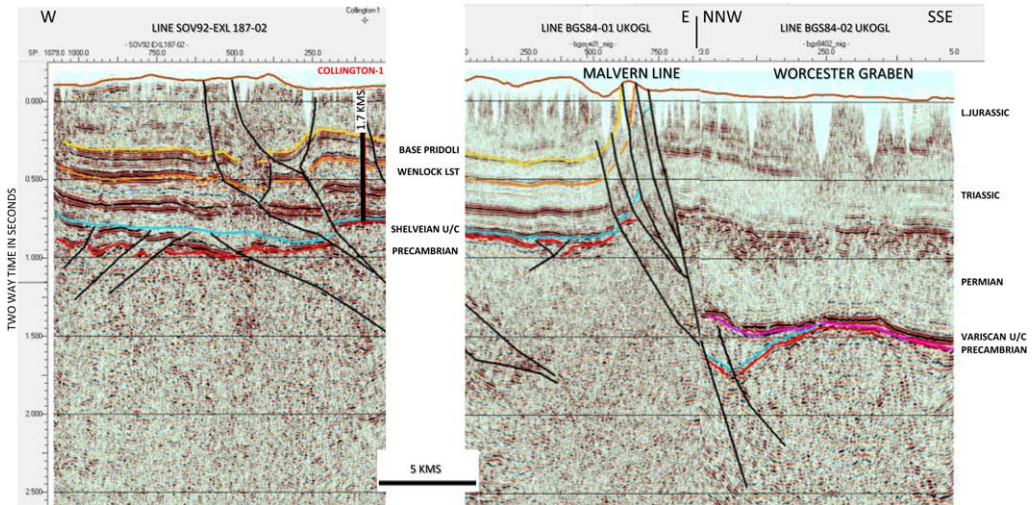 Collington-1
W
LINE SOV92-EXL 187-02
E
NNW
SSE
LINE BGS84-01 UKOGL
LINE BGS84-02 UKOGL
- SOV92-EXL187-02 -
- bgs8402_mig -
SP: 1079.0 1000.0 750.0 500.0 250.0
250.0 500.0 750.0
3.0 250.0 5.0
COLLINGTON-1
MALVERN LINE
WORCESTER GRABEN
1.7 KMS
0.000
L.JURASSIC
BASE PRIDOLI
WENLOCK LST
0.500
TRIASSIC
SHELVEIAN U/C
PRECAMBRIAN
1.000
PERMIAN
TWO WAY TIME IN SECONDS
1.500
VARISCAN U/C
PRECAMBRIAN
2.000
5 KMS
2.500